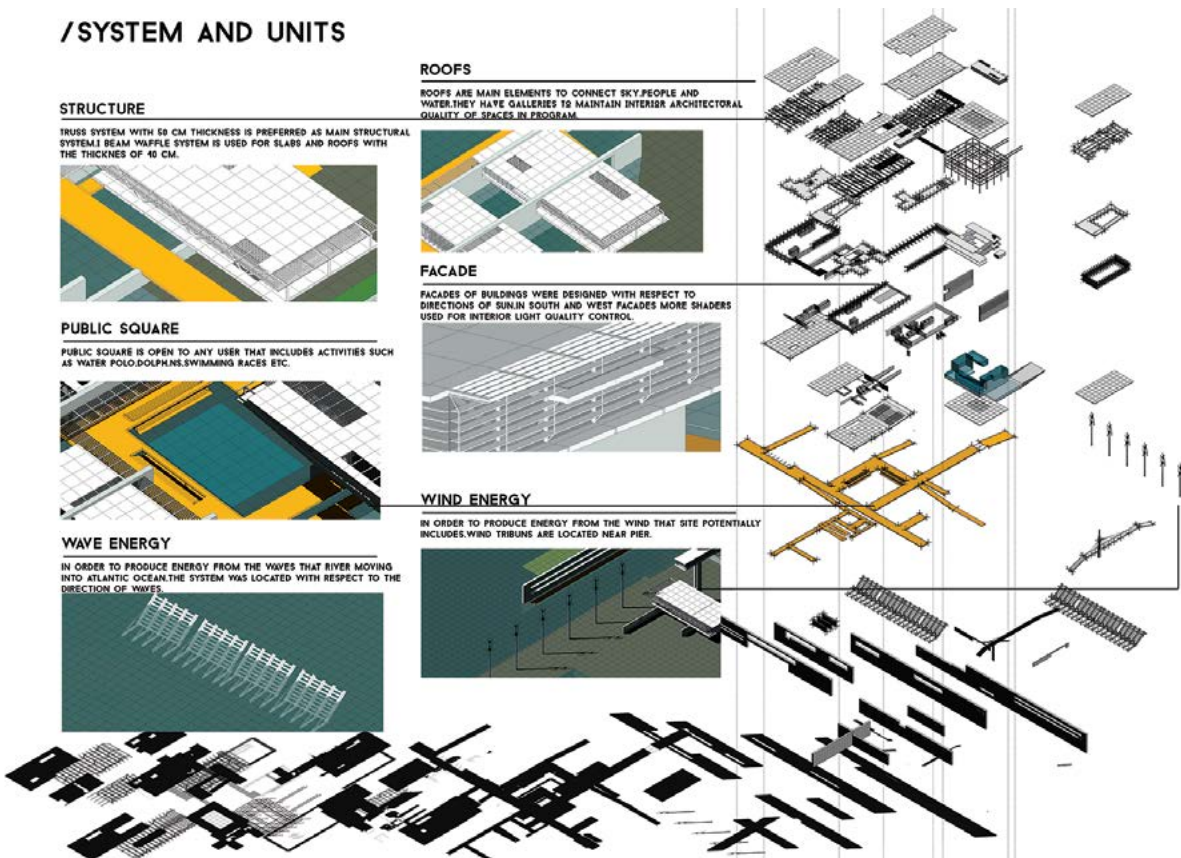 /SYSTEM AND UNITS
STRUCTURE
TRUSS SYSTEM WITH 50 CM THICKNESS IS PREFERRED AS MAIN STRUCTURAL
SYSTEM.I BEAM WAFFLE SYSTEM IS USED FOR SLABS AND ROOFS WITH
THE THICKNES OF 40 CM.
PUBLIC SQUARE
PUBLIC SQUARE IS OPEN TO ANY USER THAT INCLUDES ACTIVITIES SUCH
AS WATER POLO.DOLPH.NS.SWIMMING RACES ETC.
WAVE ENERGY
IN ORDER TO PRODUCE ENERGY FROM THE WAVES THAT RIVER MOVING
INTO ATLANTIC OCEAN.THE SYSTEM WAS LOCATED WITH RESPECT TO THE
DIRECTION OF WAVES.
ROOFS
ROOFS ARE MAIN ELEMENTS TO CONNECT SKY.PEOPLE AND
WATER.THEY HAVE GALLERIES TO MAINTAIN INTERIOR ARCHITECTURAL
QUALITY OF SPACES IN PROGRAM.
FACADE
FACADES OF BUILDINGS WERE DESIGNED WITH RESPECT TO
DIRECTIONS OF SUN.IN SOUTH AND WEST FACADES MORE SHADERS
USED FOR INTERIOR LIGHT QUALITY CONTROL.
WIND ENERGY
IN ORDER TO PRODUCE ENERGY FROM THE WIND THAT SITE POTENTIALLY
INCLUDES.WIND TRIBUNS ARE LOCATED NEAR PIER.